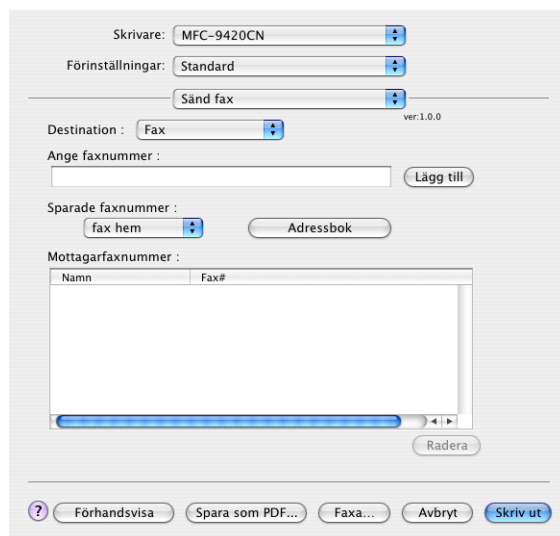 Skrivare: MFC-9420CN
Förinställningar: Standard
Sänd fax
ver:1.0.0
Destination : Fax
Ange faxnummer :
Lägg till
Sparade faxnummer :
fax hem Adressbok
Mottagarfaxnummer :
Namn Fax#
Radera
? Förhandsvisa Spara som PDF... Faxa... Avbryt Skriv ut